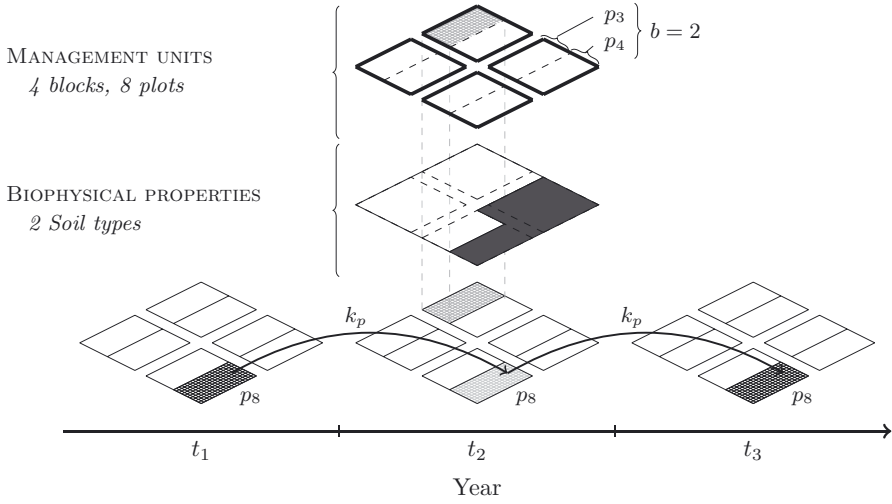 MANAGEMENT UNITS
4 blocks, 8 plots
p3
p4
b = 2
BIOPHYSICAL PROPERTIES
2 Soil types
kp
kp
p8
p8
p8
t1
t2
t3
Year